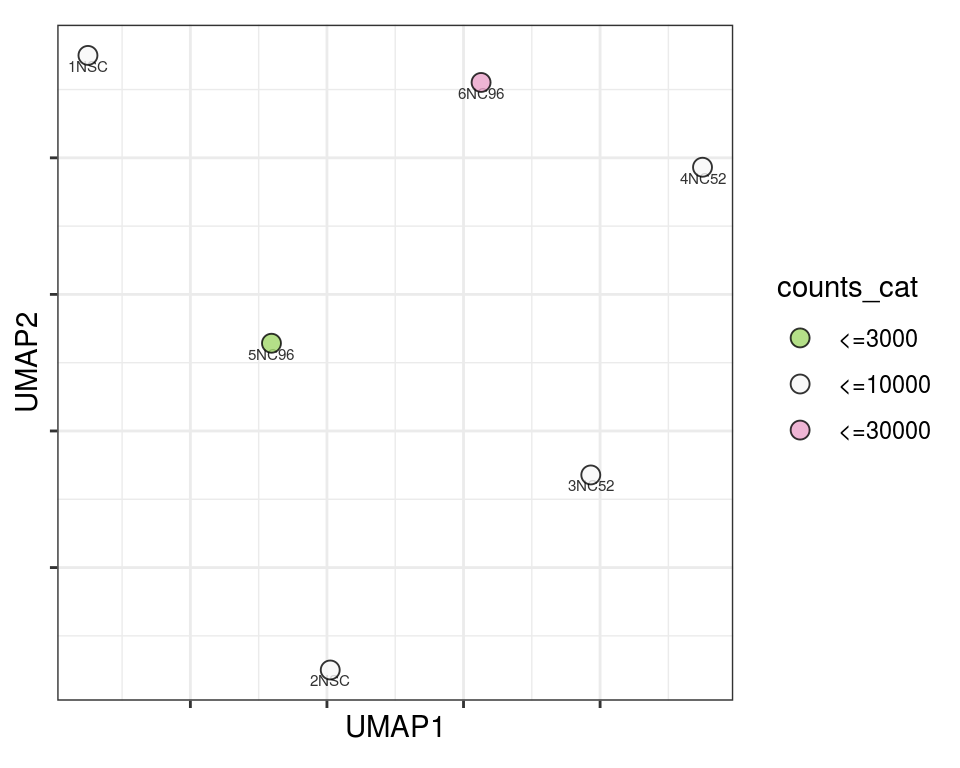 1NSC
6NC96
4NC52
5NC96
3NC52
2NSC
UMAP1
UMAP2
counts_cat
<=3000
<=10000
<=30000